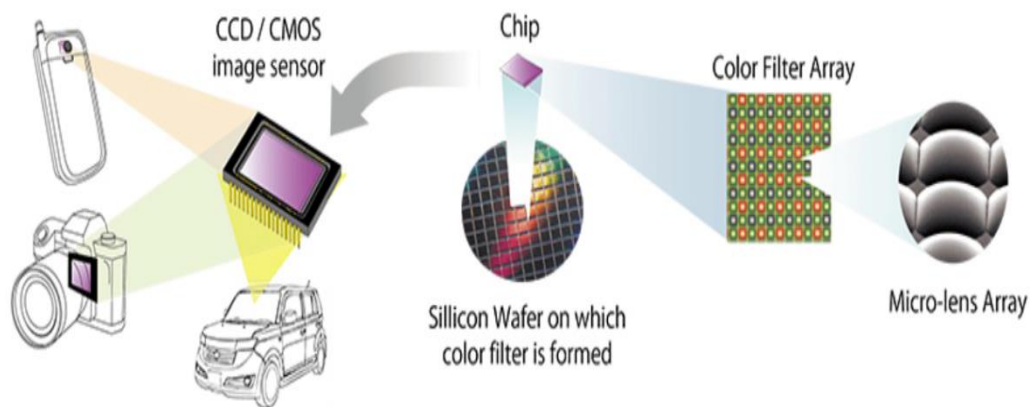 CCD / CMOS
image sensor
Chip
Color Filter Array
Sillicon Wafer on which
color filter is formed
Micro-lens Array